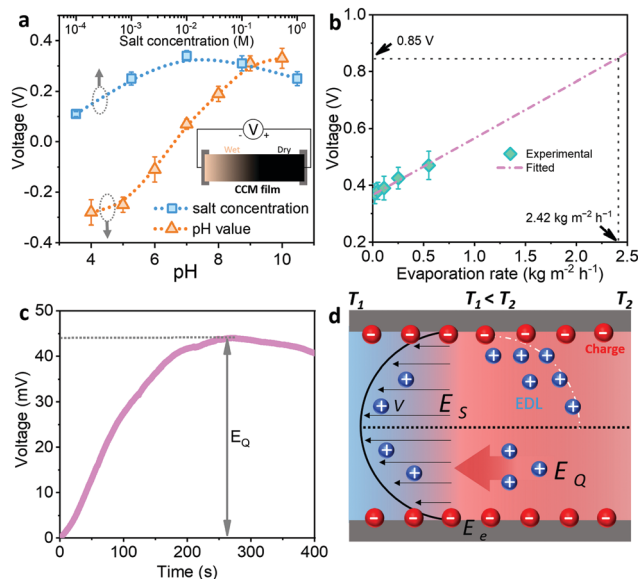 a
10⁻⁴ 10⁻³ 10⁻² 10⁻¹ 10⁰
Salt concentration (M)
0.4
0.2
0.0
-0.2
-0.4
Voltage (V)
- V +
Wet Dry
CCM film
salt concentration
pH value
4 6 8 10
pH
b
1.0
0.8
0.6
0.4
0.2
Voltage (V)
0.85 V
Experimental
Fitted
2.42 kg m⁻² h⁻¹
0.0 0.5 1.0 1.5 2.0 2.5
Evaporation rate (kg m⁻² h⁻¹)
c
50
40
30
20
10
0
Voltage (mV)
E_Q
0 100 200 300 400
Time (s)
T₁ T₁ < T₂ T₂
d
Charge
EDL
V
E_S
E_Q
E_e